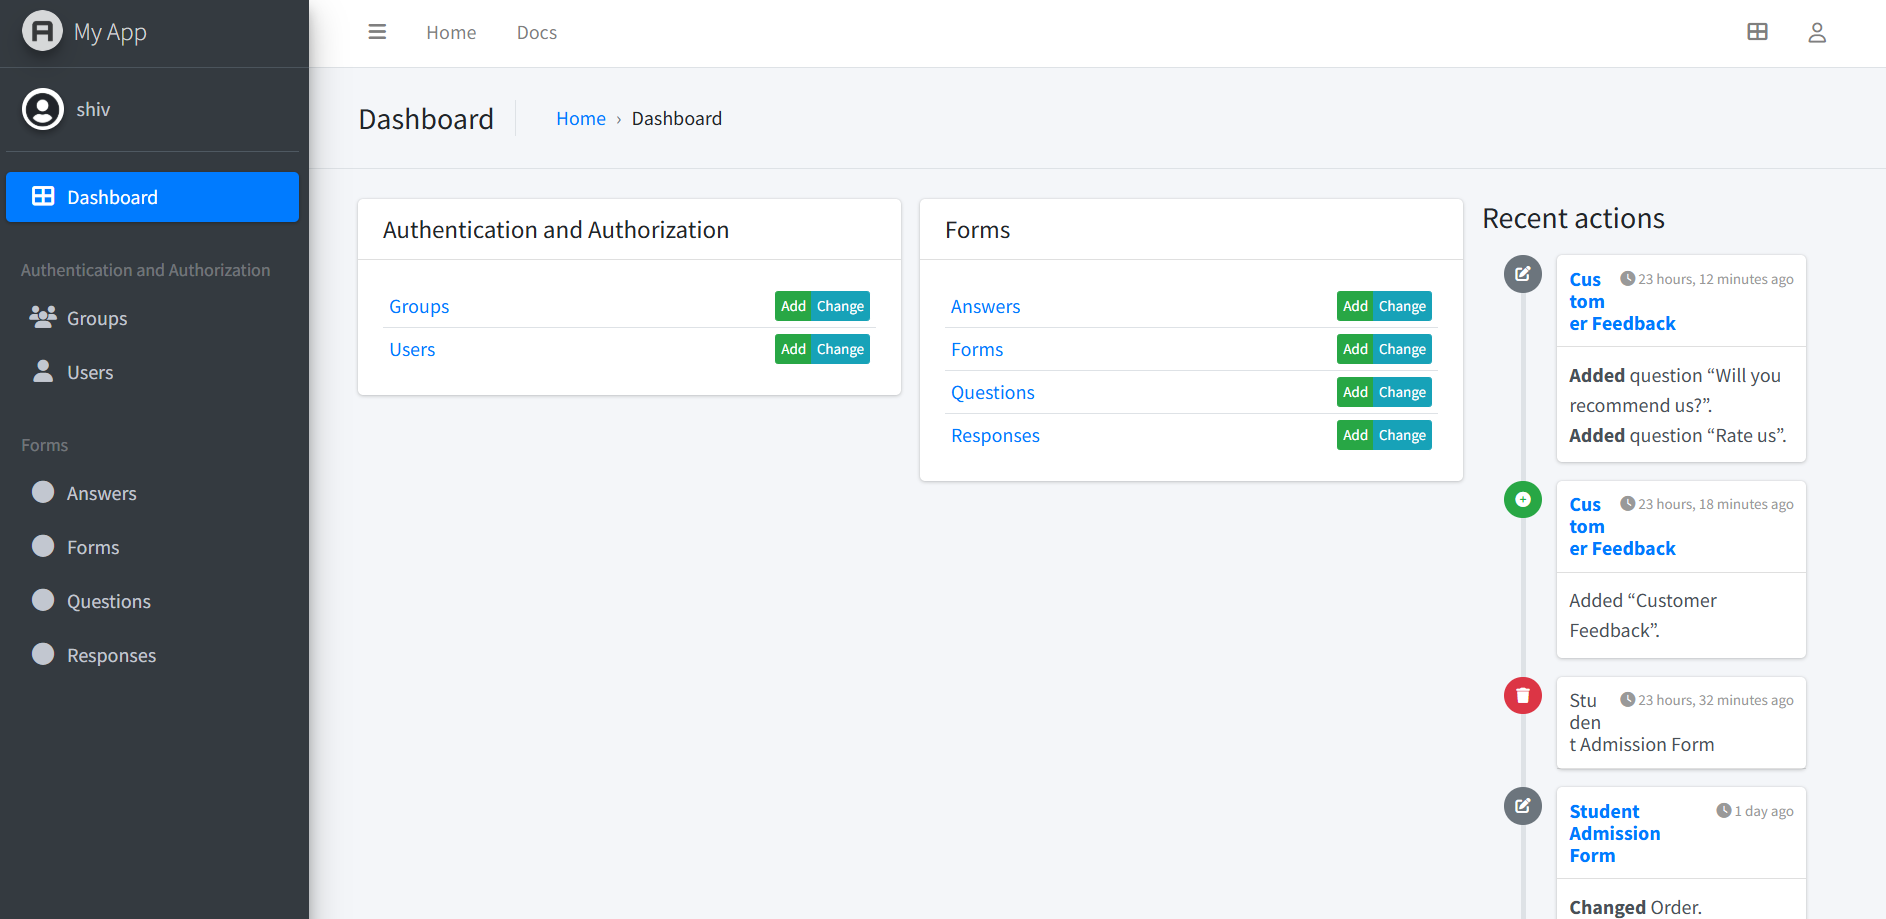 My App
shiv
Dashboard
Authentication and Authorization
Groups
Users
Forms
Answers
Forms
Questions
Responses
Home Docs
Dashboard
Home › Dashboard
Authentication and Authorization
Groups Add Change
Users Add Change
Forms
Answers Add Change
Forms Add Change
Questions Add Change
Responses Add Change
Recent actions
Cus 23 hours, 12 minutes ago
tom
er Feedback
Added question “Will you
recommend us?”.
Added question “Rate us”.
Cus 23 hours, 18 minutes ago
tom
er Feedback
Added “Customer
Feedback”.
Stu 23 hours, 32 minutes ago
den
t Admission Form
Student 1 day ago
Admission
Form
Changed Order.